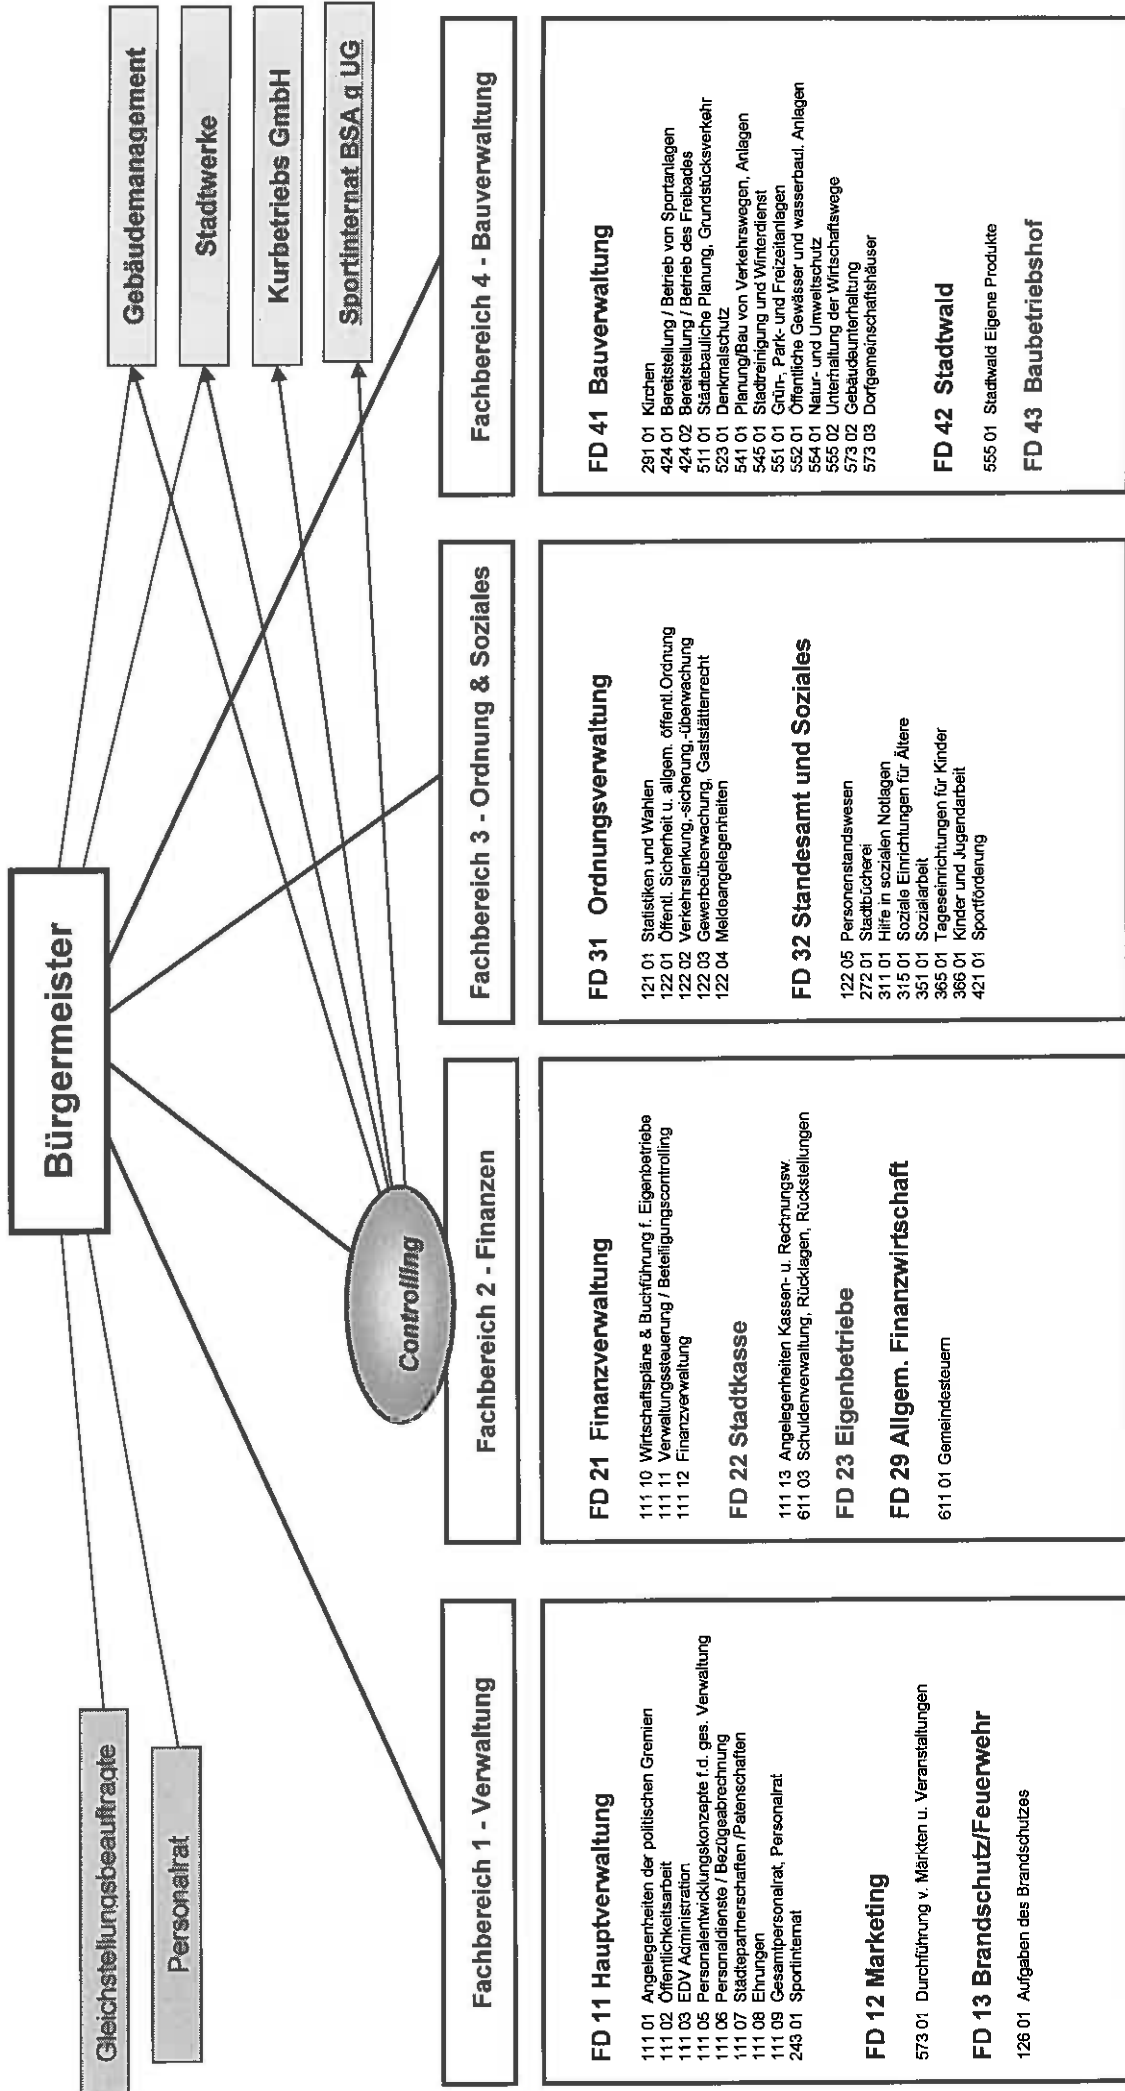 Bürgermeister
Gleichstellungsbeauftragte
Personalrat
Gebäudemanagement
Stadtwerke
Kurbetriebs GmbH
Sportinternat BSA g UG
Controlling
Fachbereich 1 - Verwaltung
FD 11 Hauptverwaltung
111 01 Angelegenheiten der politischen Gremien
111 02 Öffentlichkeitsarbeit
111 03 EDV Administration
111 05 Personalentwicklungskonzepte f.d. ges. Verwaltung
111 06 Personaldienste / Bezügeabrechnung
111 07 Städtepartnerschaften /Patenschaften
111 08 Ehrungen
111 09 Gesamtpersonalrat, Personalrat
243 01 Sportinternat
FD 12 Marketing
573 01 Durchführung v. Märkten u. Veranstaltungen
FD 13 Brandschutz/Feuerwehr
126 01 Aufgaben des Brandschutzes
Fachbereich 2 - Finanzen
FD 21 Finanzverwaltung
111 10 Wirtschaftspläne & Buchführung f. Eigenbetriebe
111 11 Verwaltungssteuerung / Beteiligungscontrolling
111 12 Finanzverwaltung
FD 22 Stadtkasse
111 13 Angelegenheiten Kassen- u. Rechnungsw.
611 03 Schuldenverwaltung, Rücklagen, Rückstellungen
FD 23 Eigenbetriebe
FD 29 Allgem. Finanzwirtschaft
611 01 Gemeindesteuern
Fachbereich 3 - Ordnung & Soziales
FD 31 Ordnungsverwaltung
121 01 Statistiken und Wahlen
122 01 Öffentl. Sicherheit u. allgem. öffentl.Ordnung
122 02 Verkehrslenkung,-sicherung,-überwachung
122 03 Gewerbeüberwachung, Gaststättenrecht
122 04 Meldeangelegenheiten
FD 32 Standesamt und Soziales
122 05 Personenstandswesen
272 01 Stadtbücherei
311 01 Hilfe in sozialen Notlagen
315 01 Soziale Einrichtungen für Ältere
351 01 Sozialarbeit
365 01 Tageseinrichtungen für Kinder
366 01 Kinder und Jugendarbeit
421 01 Sportförderung
Fachbereich 4 - Bauverwaltung
FD 41 Bauverwaltung
291 01 Kirchen
424 01 Bereitstellung / Betrieb von Sportanlagen
424 02 Bereitstellung / Betrieb des Freibades
511 01 Städtebauliche Planung, Grundstücksverkehr
523 01 Denkmalschutz
541 01 Planung/Bau von Verkehrswegen, Anlagen
545 01 Stadtreinigung und Winterdienst
551 01 Grün-, Park- und Freizeitanlagen
552 01 Öffentliche Gewässer und wasserbaul. Anlagen
554 01 Natur- und Umweltschutz
555 02 Unterhaltung der Wirtschaftswege
573 02 Gebäudeunterhaltung
573 03 Dorfgemeinschaftshäuser
FD 42 Stadtwald
555 01 Stadtwald Eigene Produkte
FD 43 Baubetriebshof